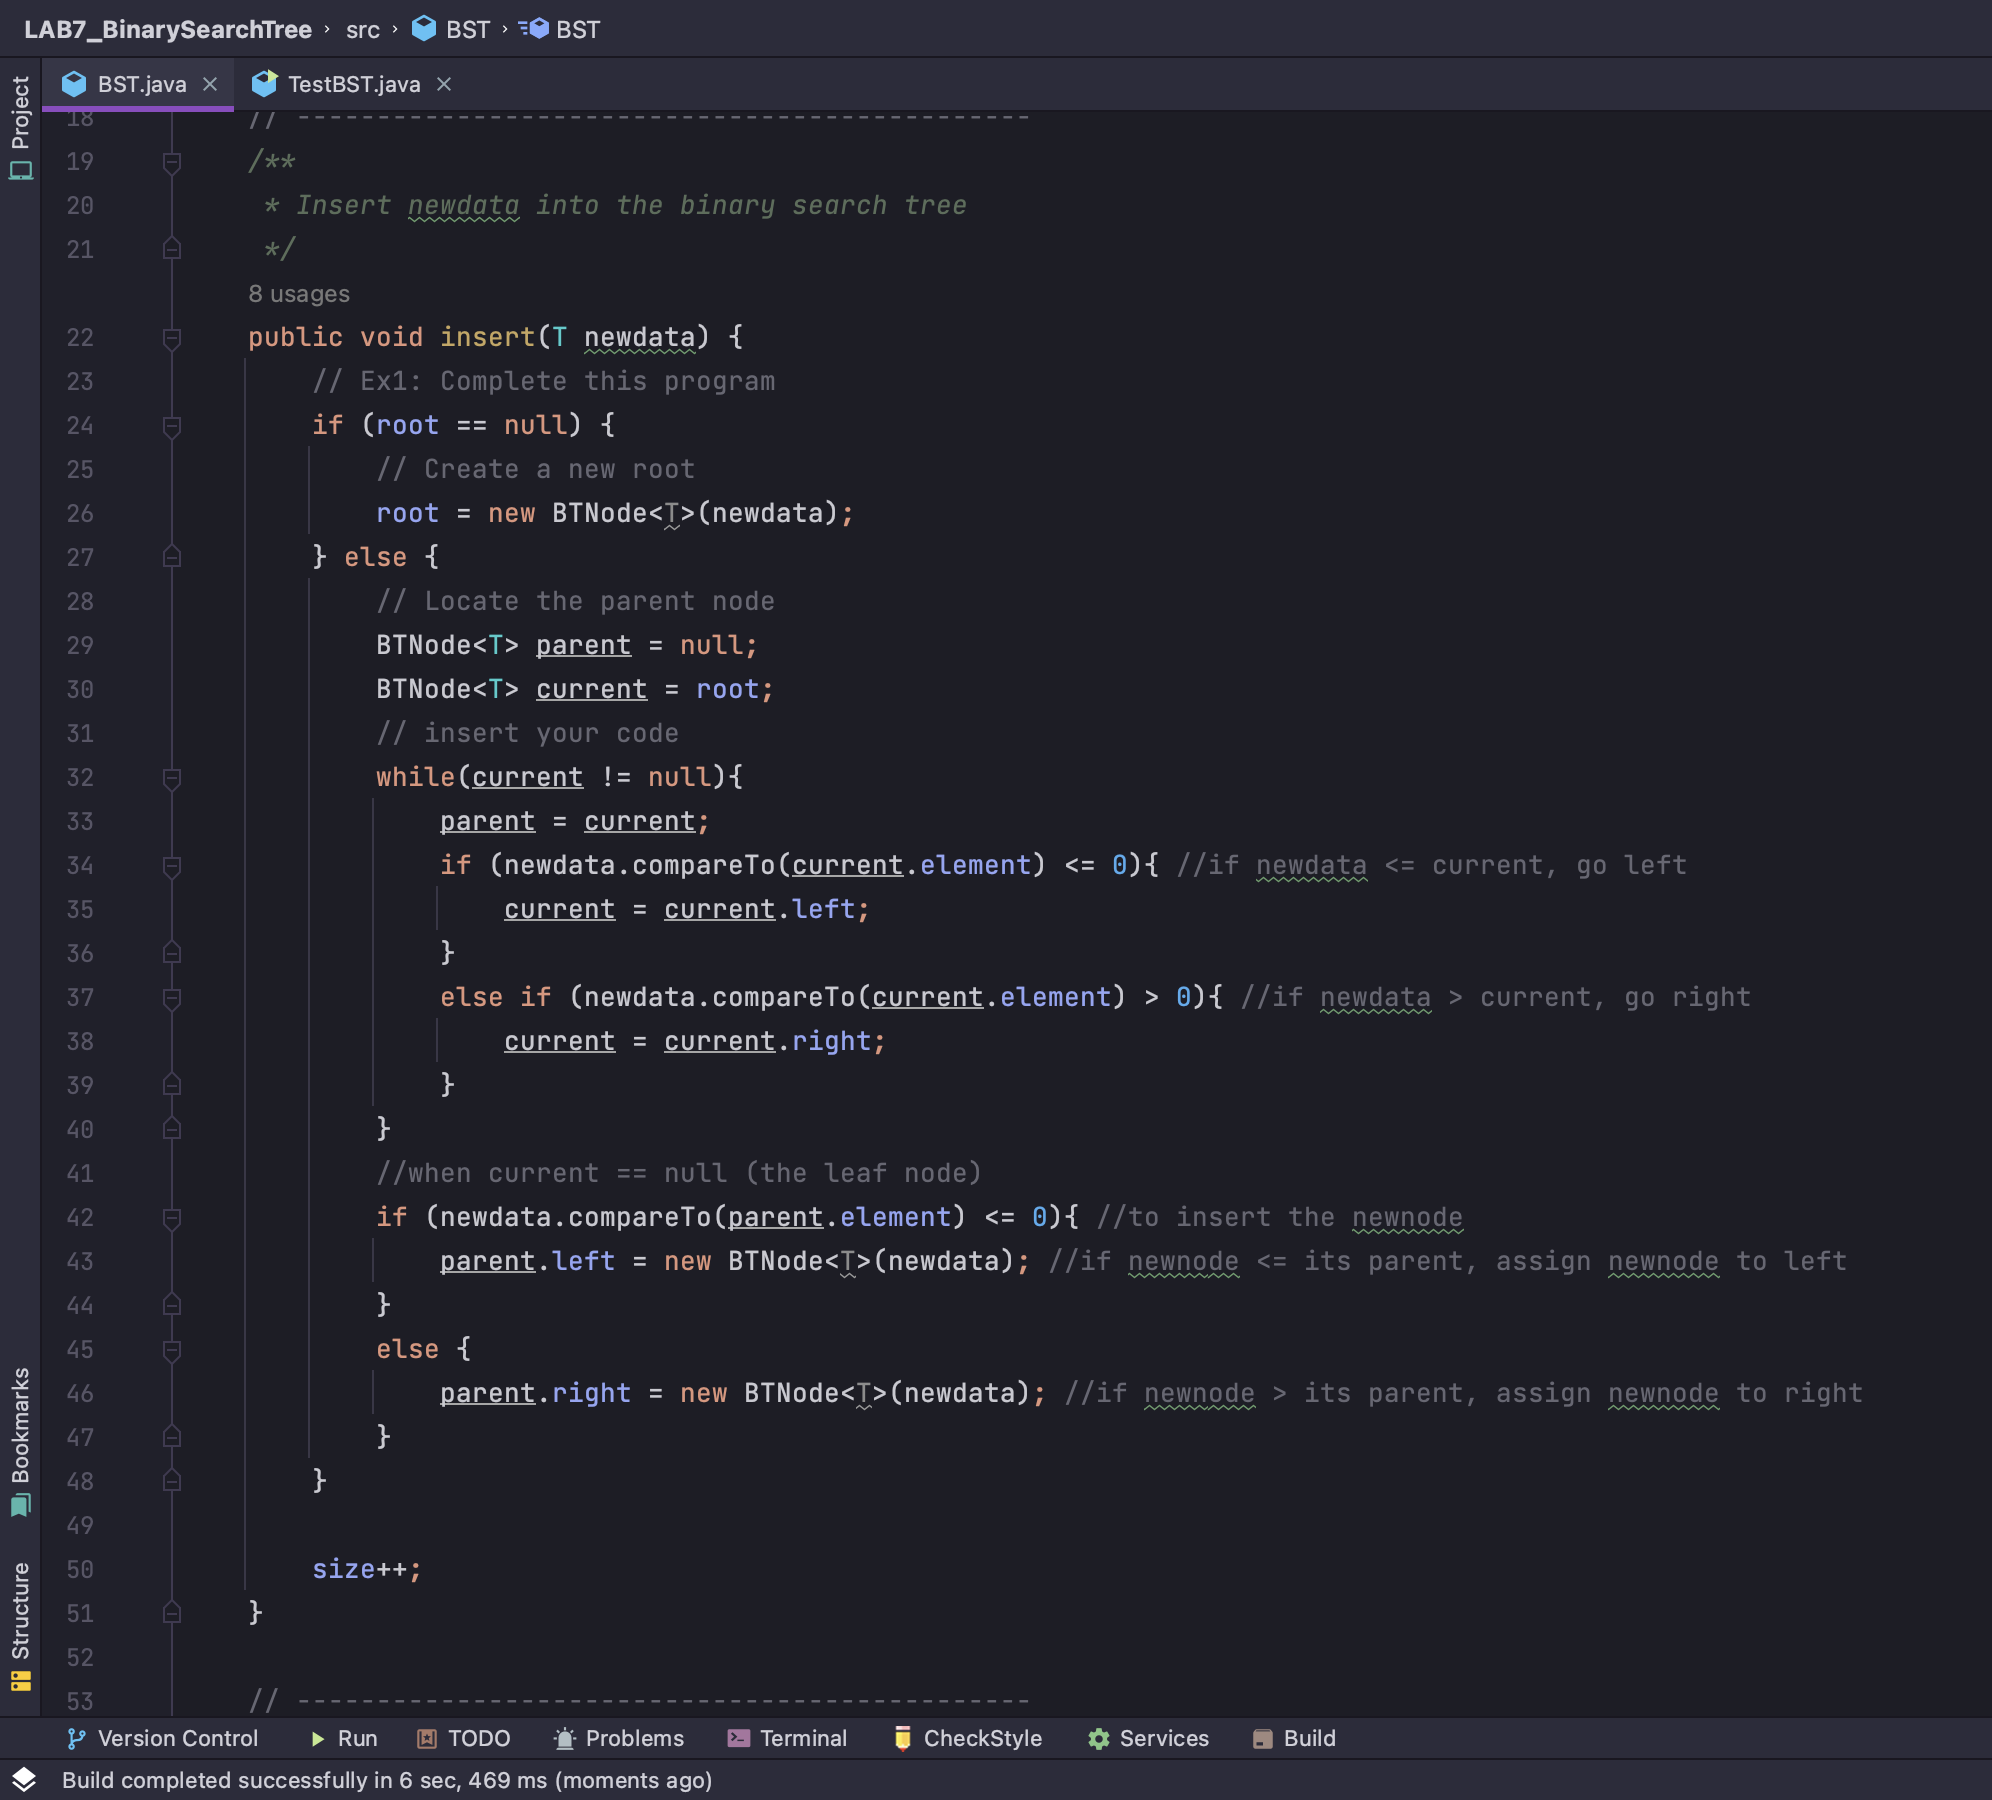 LAB7_BinarySearchTree › src › BST › BST
Project
BST.java ×
TestBST.java ×
18 // ----------------------------------------------
19 /**
20 * Insert newdata into the binary search tree
21 */
8 usages
22 public void insert(T newdata) {
23 // Ex1: Complete this program
24 if (root == null) {
25 // Create a new root
26 root = new BTNode<T>(newdata);
27 } else {
28 // Locate the parent node
29 BTNode<T> parent = null;
30 BTNode<T> current = root;
31 // insert your code
32 while(current != null){
33 parent = current;
34 if (newdata.compareTo(current.element) <= 0){ //if newdata <= current, go left
35 current = current.left;
36 }
37 else if (newdata.compareTo(current.element) > 0){ //if newdata > current, go right
38 current = current.right;
39 }
40 }
41 //when current == null (the leaf node)
42 if (newdata.compareTo(parent.element) <= 0){ //to insert the newnode
43 parent.left = new BTNode<T>(newdata); //if newnode <= its parent, assign newnode to left
44 }
45 else {
46 parent.right = new BTNode<T>(newdata); //if newnode > its parent, assign newnode to right
47 }
48 }
49
50 size++;
51 }
52
53 // ----------------------------------------------
Bookmarks
Structure
Version Control Run TODO Problems Terminal CheckStyle Services Build
Build completed successfully in 6 sec, 469 ms (moments ago)